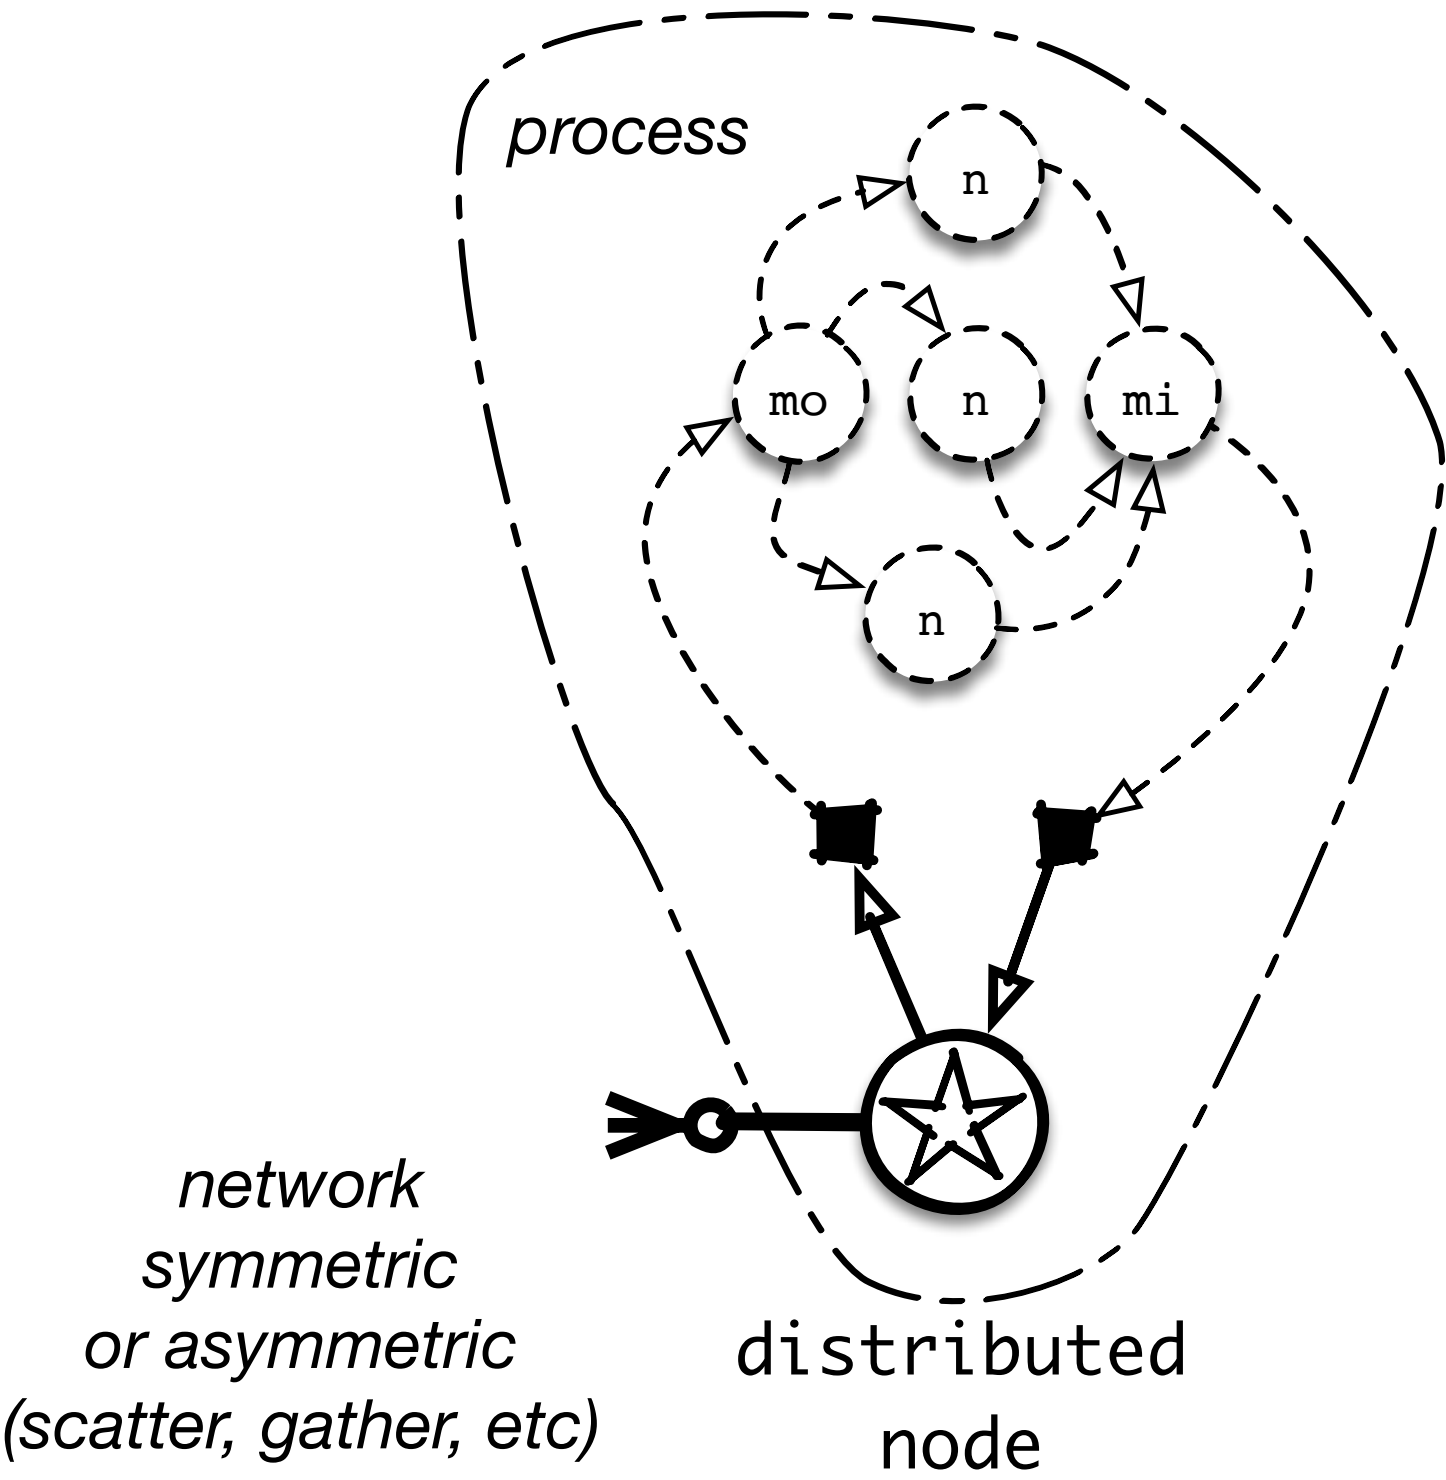 process
n
mo
n
mi
n
network
symmetric
or asymmetric
(scatter, gather, etc)
distributed
node